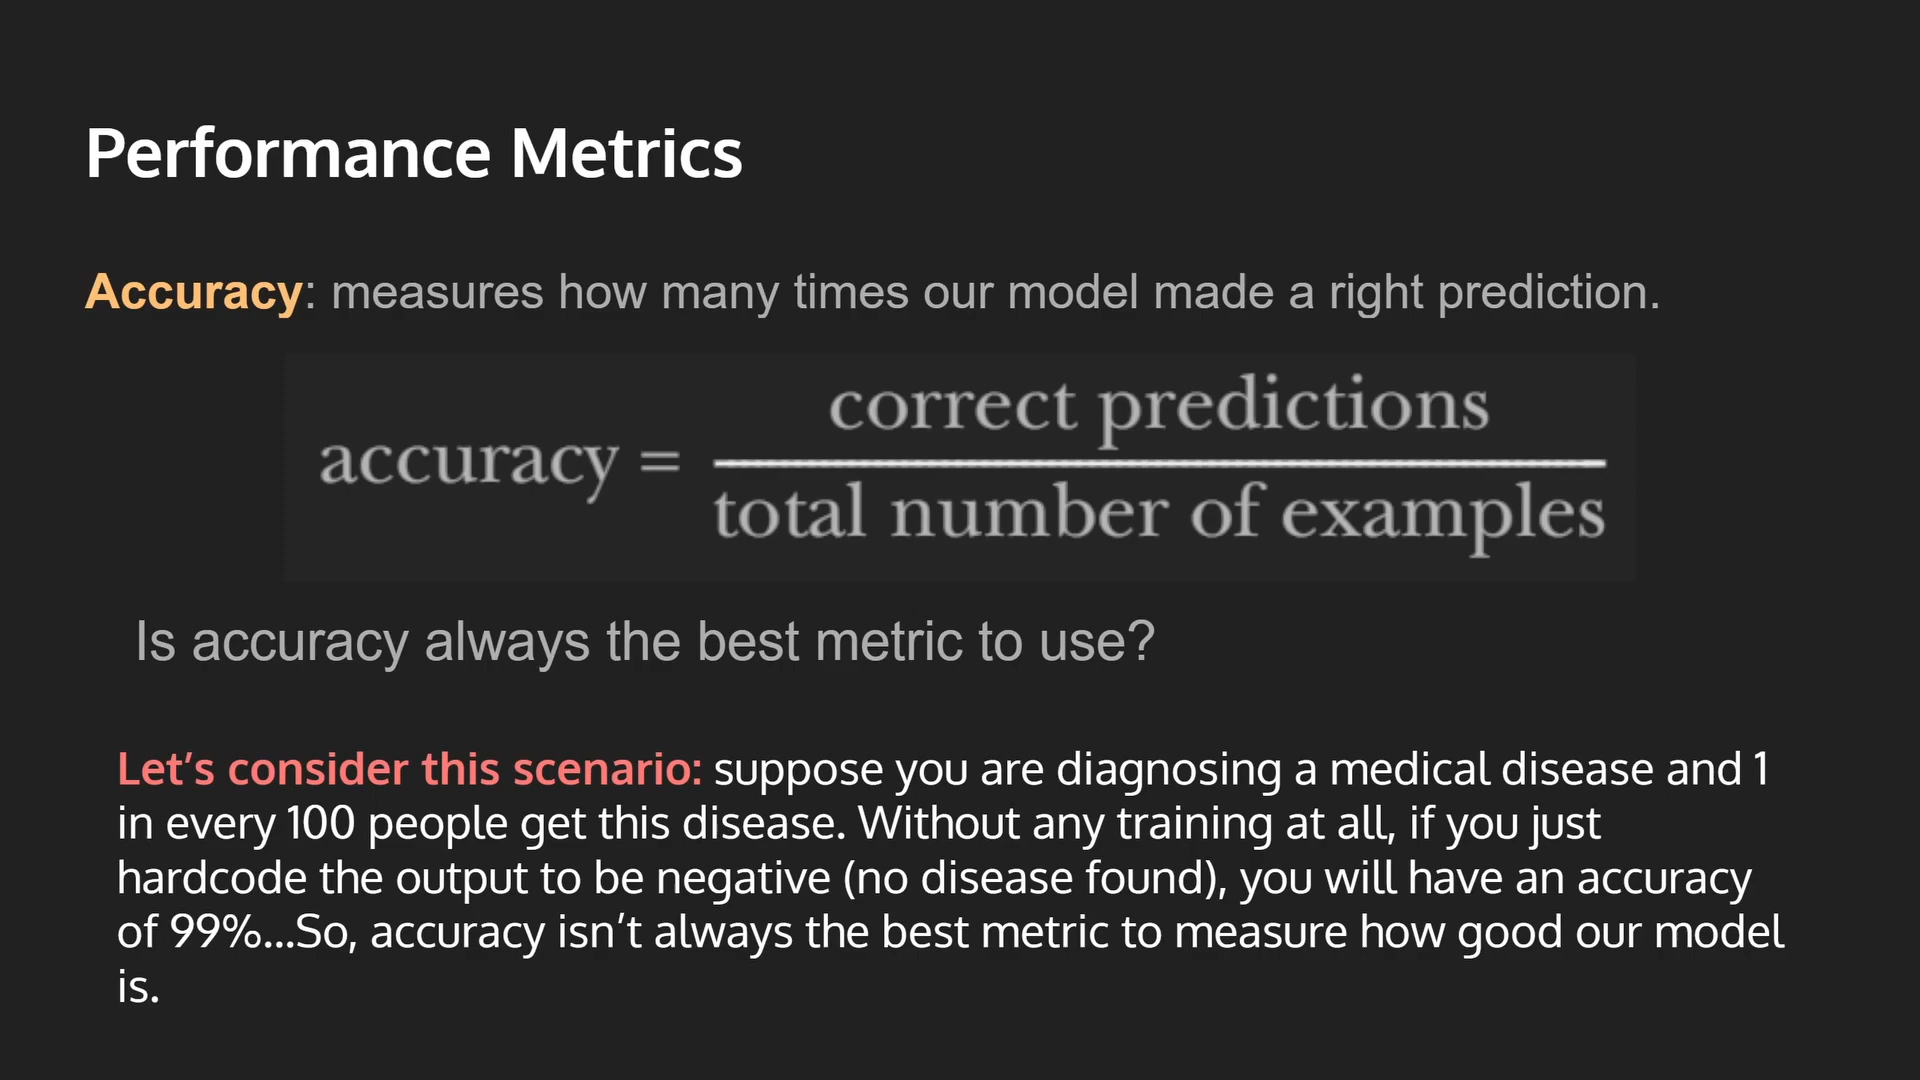 Performance Metrics
Accuracy: measures how many times our model made a right prediction.
accuracy = correct predictions
total number of examples
Is accuracy always the best metric to use?
Let’s consider this scenario: suppose you are diagnosing a medical disease and 1
in every 100 people get this disease. Without any training at all, if you just
hardcode the output to be negative (no disease found), you will have an accuracy
of 99%...So, accuracy isn’t always the best metric to measure how good our model
is.